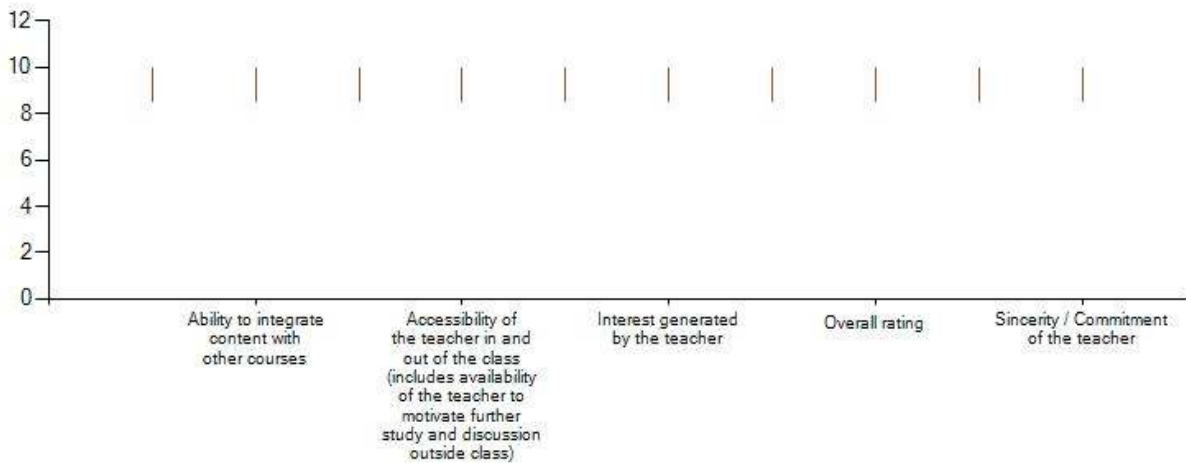 12
10
8
6
4
2
0
Ability to integrate
content with
other courses
Accessibility of
the teacher in and
out of the class
(includes availability
of the teacher to
motivate further
study and discussion
outside class)
Interest generated
by the teacher
Overall rating
Sincerity / Commitment
of the teacher